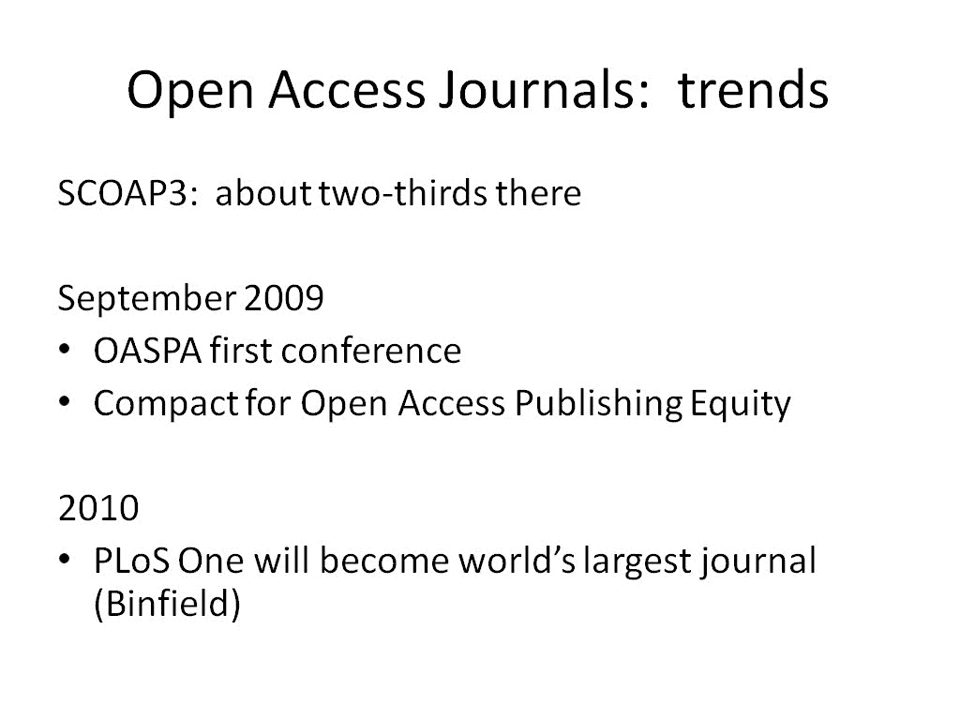 Open Access Journals:  trends
SCOAP3:  about two-thirds there
September 2009
• OASPA first conference
• Compact for Open Access Publishing Equity
2010
• PLoS One will become world’s largest journal
(Binfield)